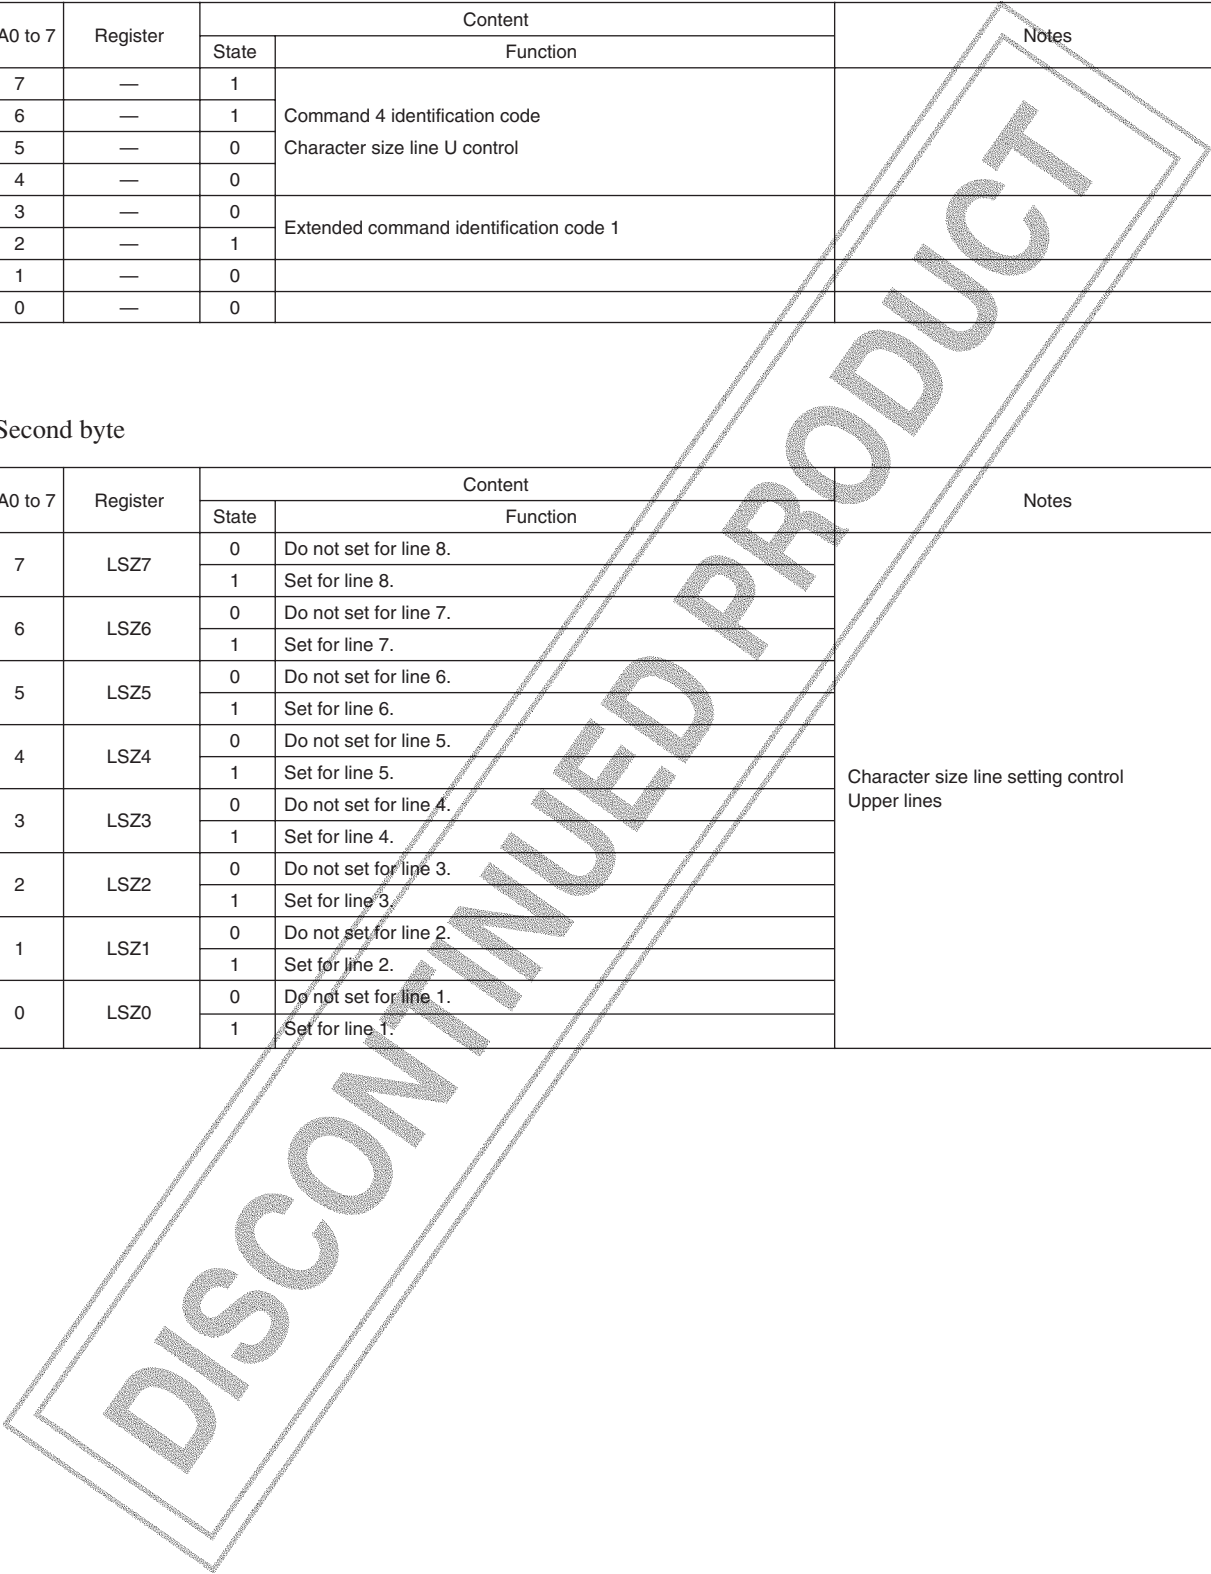 A0 to 7 Register Content Notes
State Function
7 — 1
6 — 1 Command 4 identification code
5 — 0 Character size line U control
4 — 0
3 — 0
Extended command identification code 1
2 — 1
1 — 0
0 — 0
Second byte
A0 to 7 Register Content Notes
State Function
7 LSZ7 0 Do not set for line 8.
1 Set for line 8.
6 LSZ6 0 Do not set for line 7.
1 Set for line 7.
5 LSZ5 0 Do not set for line 6.
1 Set for line 6.
4 LSZ4 0 Do not set for line 5.
1 Set for line 5.
Character size line setting control
Upper lines
3 LSZ3 0 Do not set for line 4.
1 Set for line 4.
2 LSZ2 0 Do not set for line 3.
1 Set for line 3.
1 LSZ1 0 Do not set for line 2.
1 Set for line 2.
0 LSZ0 0 Do not set for line 1.
1 Set for line 1.
DISCONTINUED PRODUCT